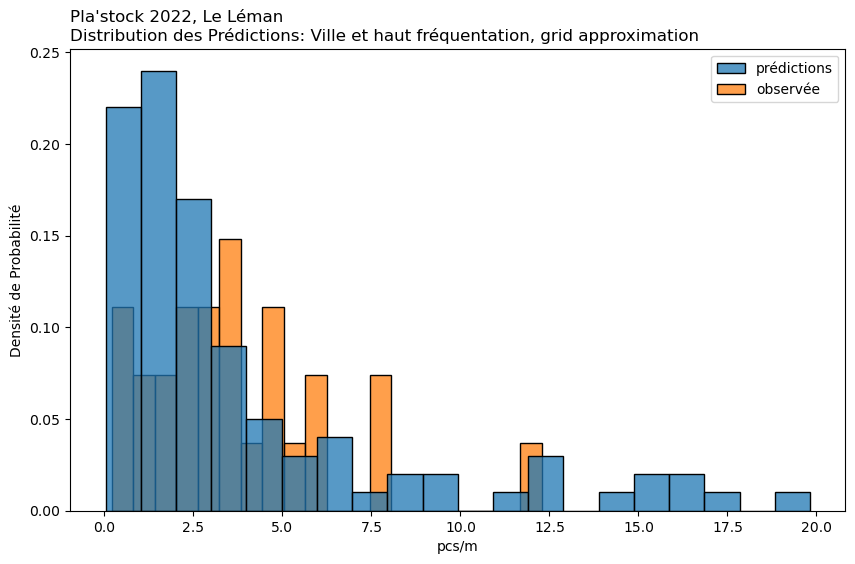 Pla'stock 2022, Le Léman
Distribution des Prédictions: Ville et haut fréquentation, grid approximation
0.25
0.20
0.15
0.10
0.05
0.00
Densité de Probabilité
prédictions
observée
0.0 2.5 5.0 7.5 10.0 12.5 15.0 17.5 20.0
pcs/m